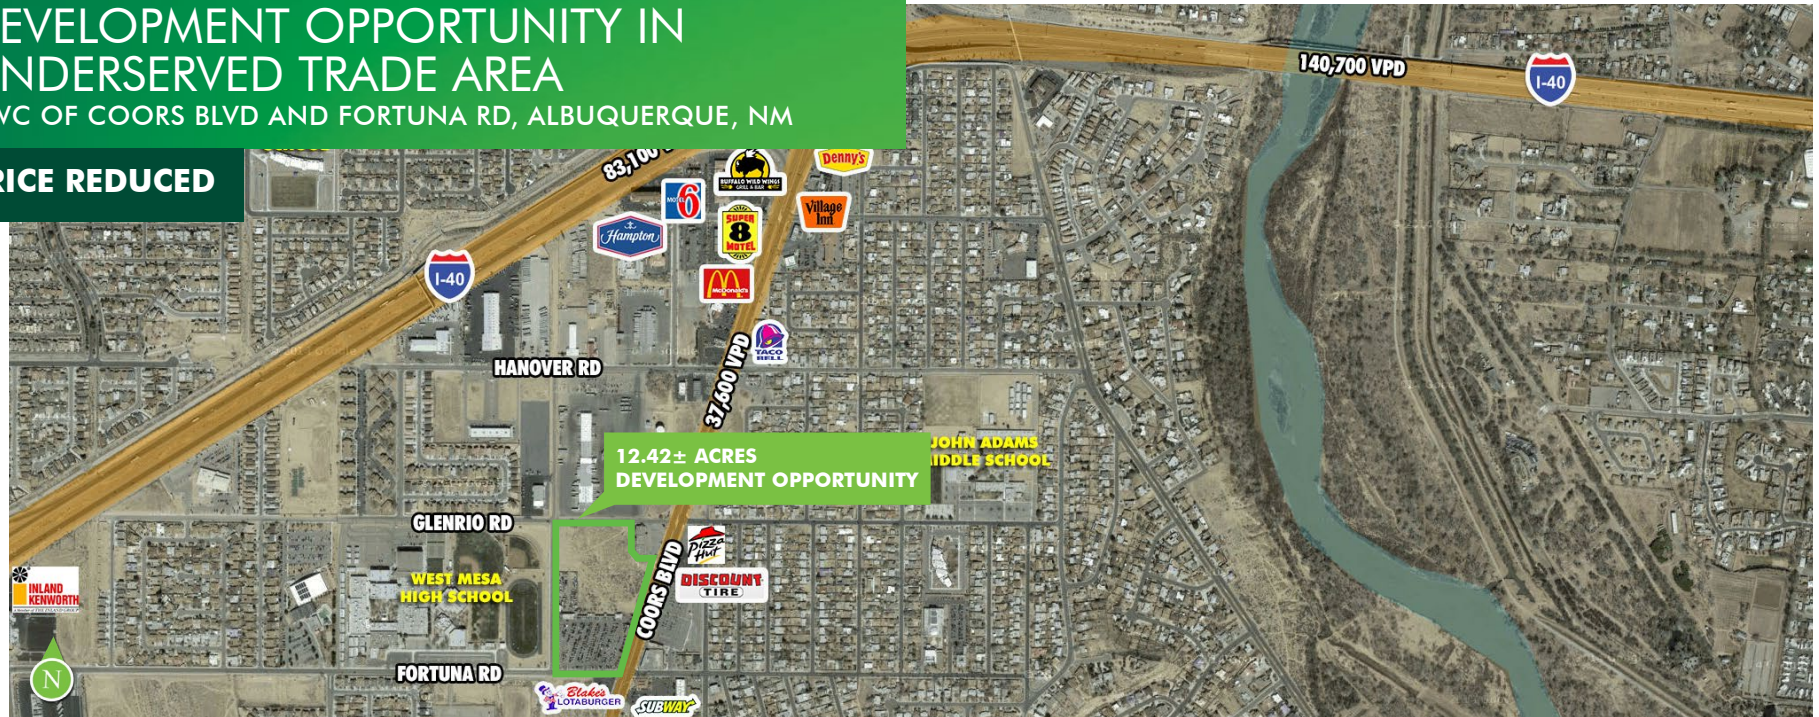 EVELOPMENT OPPORTUNITY IN
NDERSERVED TRADE AREA
WC OF COORS BLVD AND FORTUNA RD, ALBUQUERQUE, NM
RICE REDUCED
140,700 VPD
I-40
83,100
Denny's
BUFFALO WILD WINGS
GRILL & BAR
MOTEL 6
Village
Inn
Hampton
SUPER
8
MOTEL
I-40
McDonald's
TACO
BELL
HANOVER RD
37,600 VPD
12.42± ACRES
DEVELOPMENT OPPORTUNITY
JOHN ADAMS
IDDLE SCHOOL
GLENRIO RD
Pizza
Hut
COORS BLVD
DISCOUNT
TIRE
WEST MESA
HIGH SCHOOL
INLAND
KENWORTH
FORTUNA RD
N
Blake's
LOTABURGER
SUBWAY